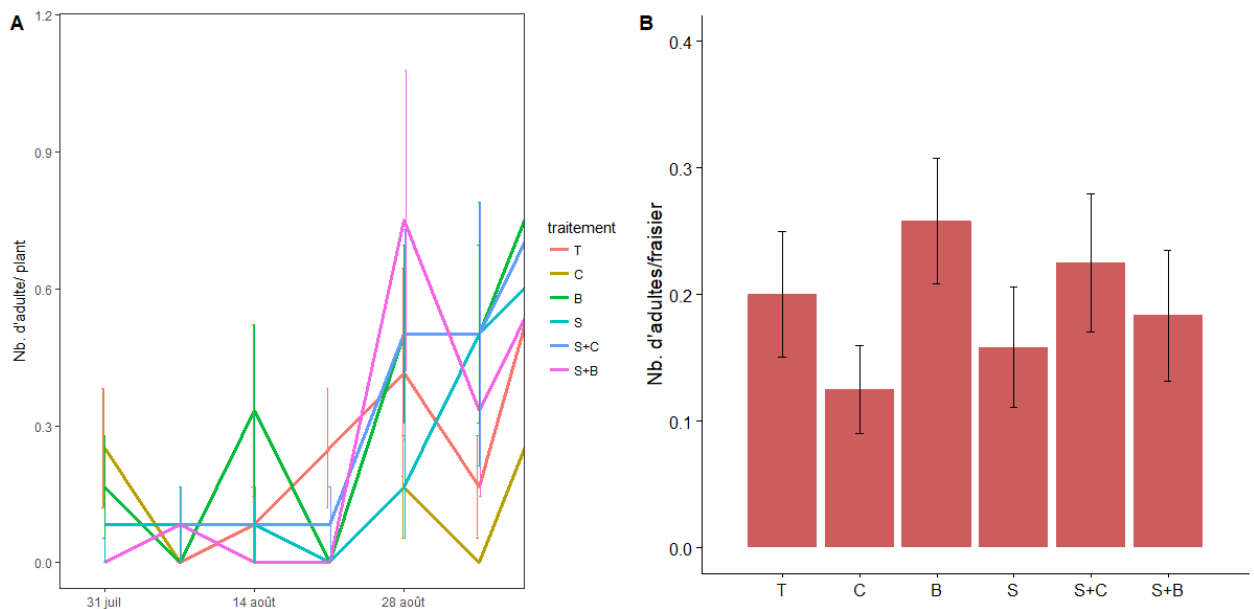 A
Nb. d'adulte/ plant
1.2
0.9
0.6
0.3
0.0
31 juil
14 août
28 août
traitement
T
C
B
S
S+C
S+B
B
Nb. d'adultes/fraisier
0.4
0.3
0.2
0.1
0.0
T
C
B
S
S+C
S+B